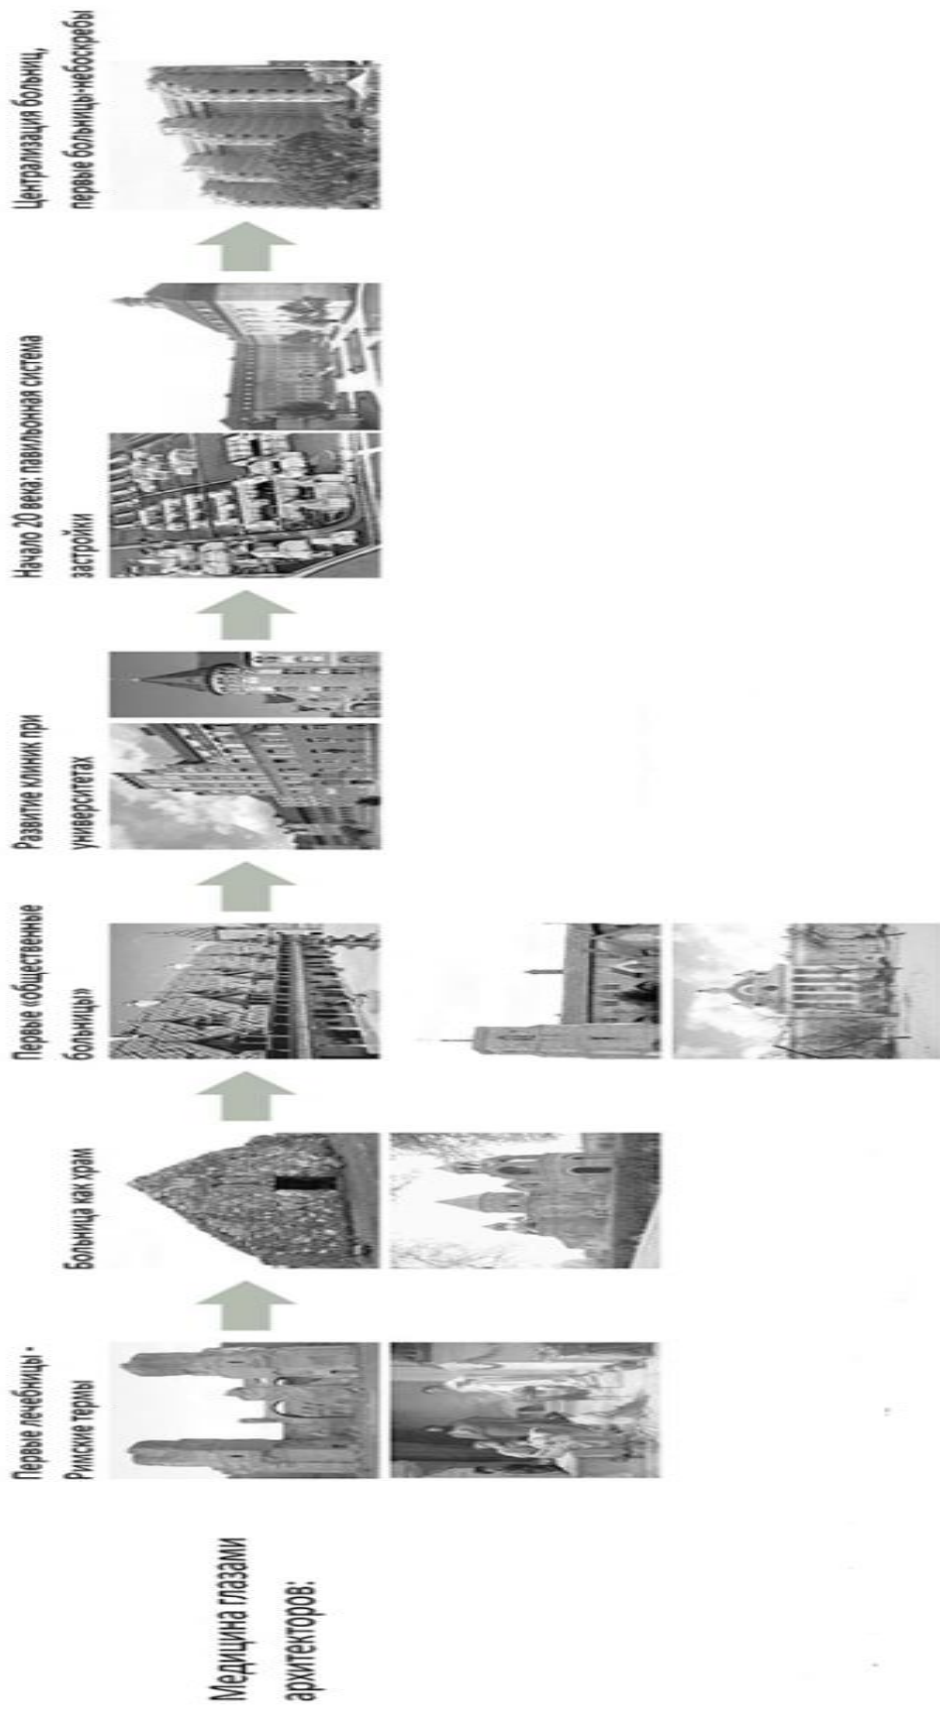 Медицина глазами
архитекторов:
Первые лечебницы -
Римские термы
Больница как храм
Первые «общественные
больницы»
Развитие клиник при
университетах
Начало 20 века: павильонная система
застройки
Централизация больниц,
первые больницы-небоскребы